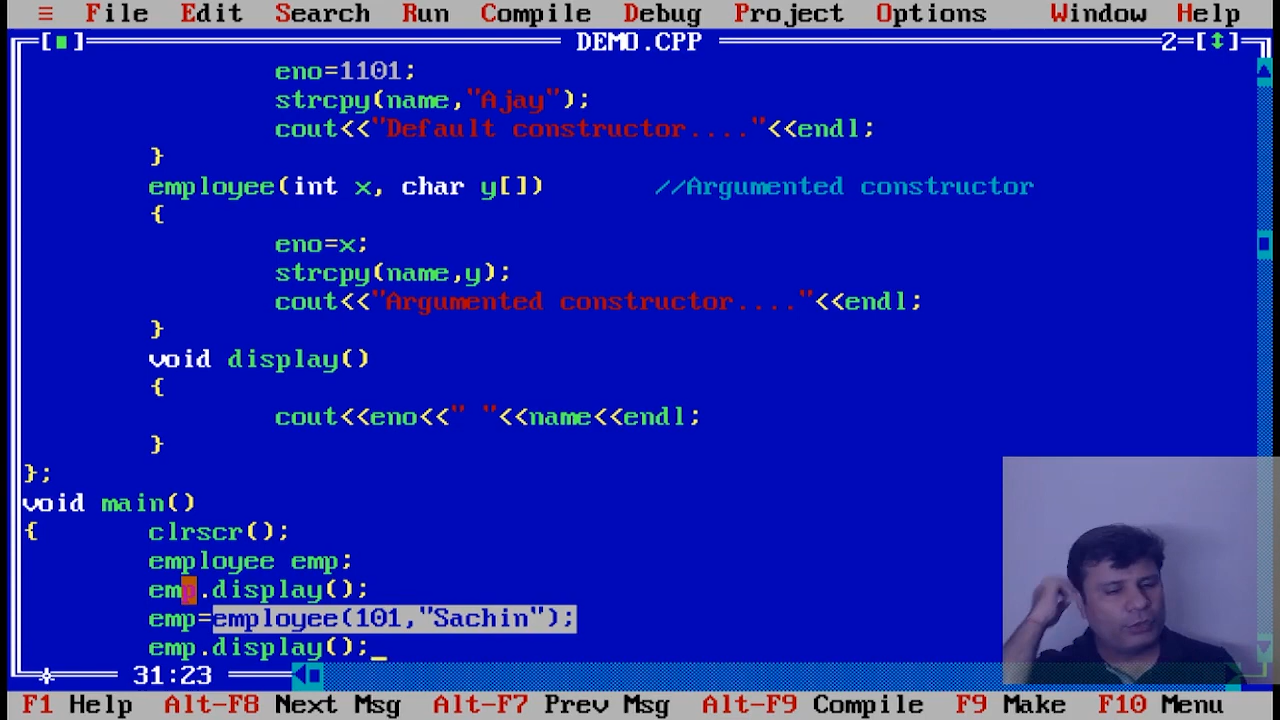 ≡ File Edit Search Run Compile Debug Project Options Window Help
[■] DEMO.CPP 2=[↕]
eno=1101;
strcpy(name,"Ajay");
cout<<"Default constructor...."<<endl;
}
employee(int x, char y[]) //Argumented constructor
{
eno=x;
strcpy(name,y);
cout<<"Argumented constructor...."<<endl;
}
void display()
{
cout<<eno<<" "<<name<<endl;
}
};
void main()
{ clrscr();
employee emp;
emp.display();
emp=employee(101,"Sachin");
emp.display();_
31:23
F1 Help Alt-F8 Next Msg Alt-F7 Prev Msg Alt-F9 Compile F9 Make F10 Menu